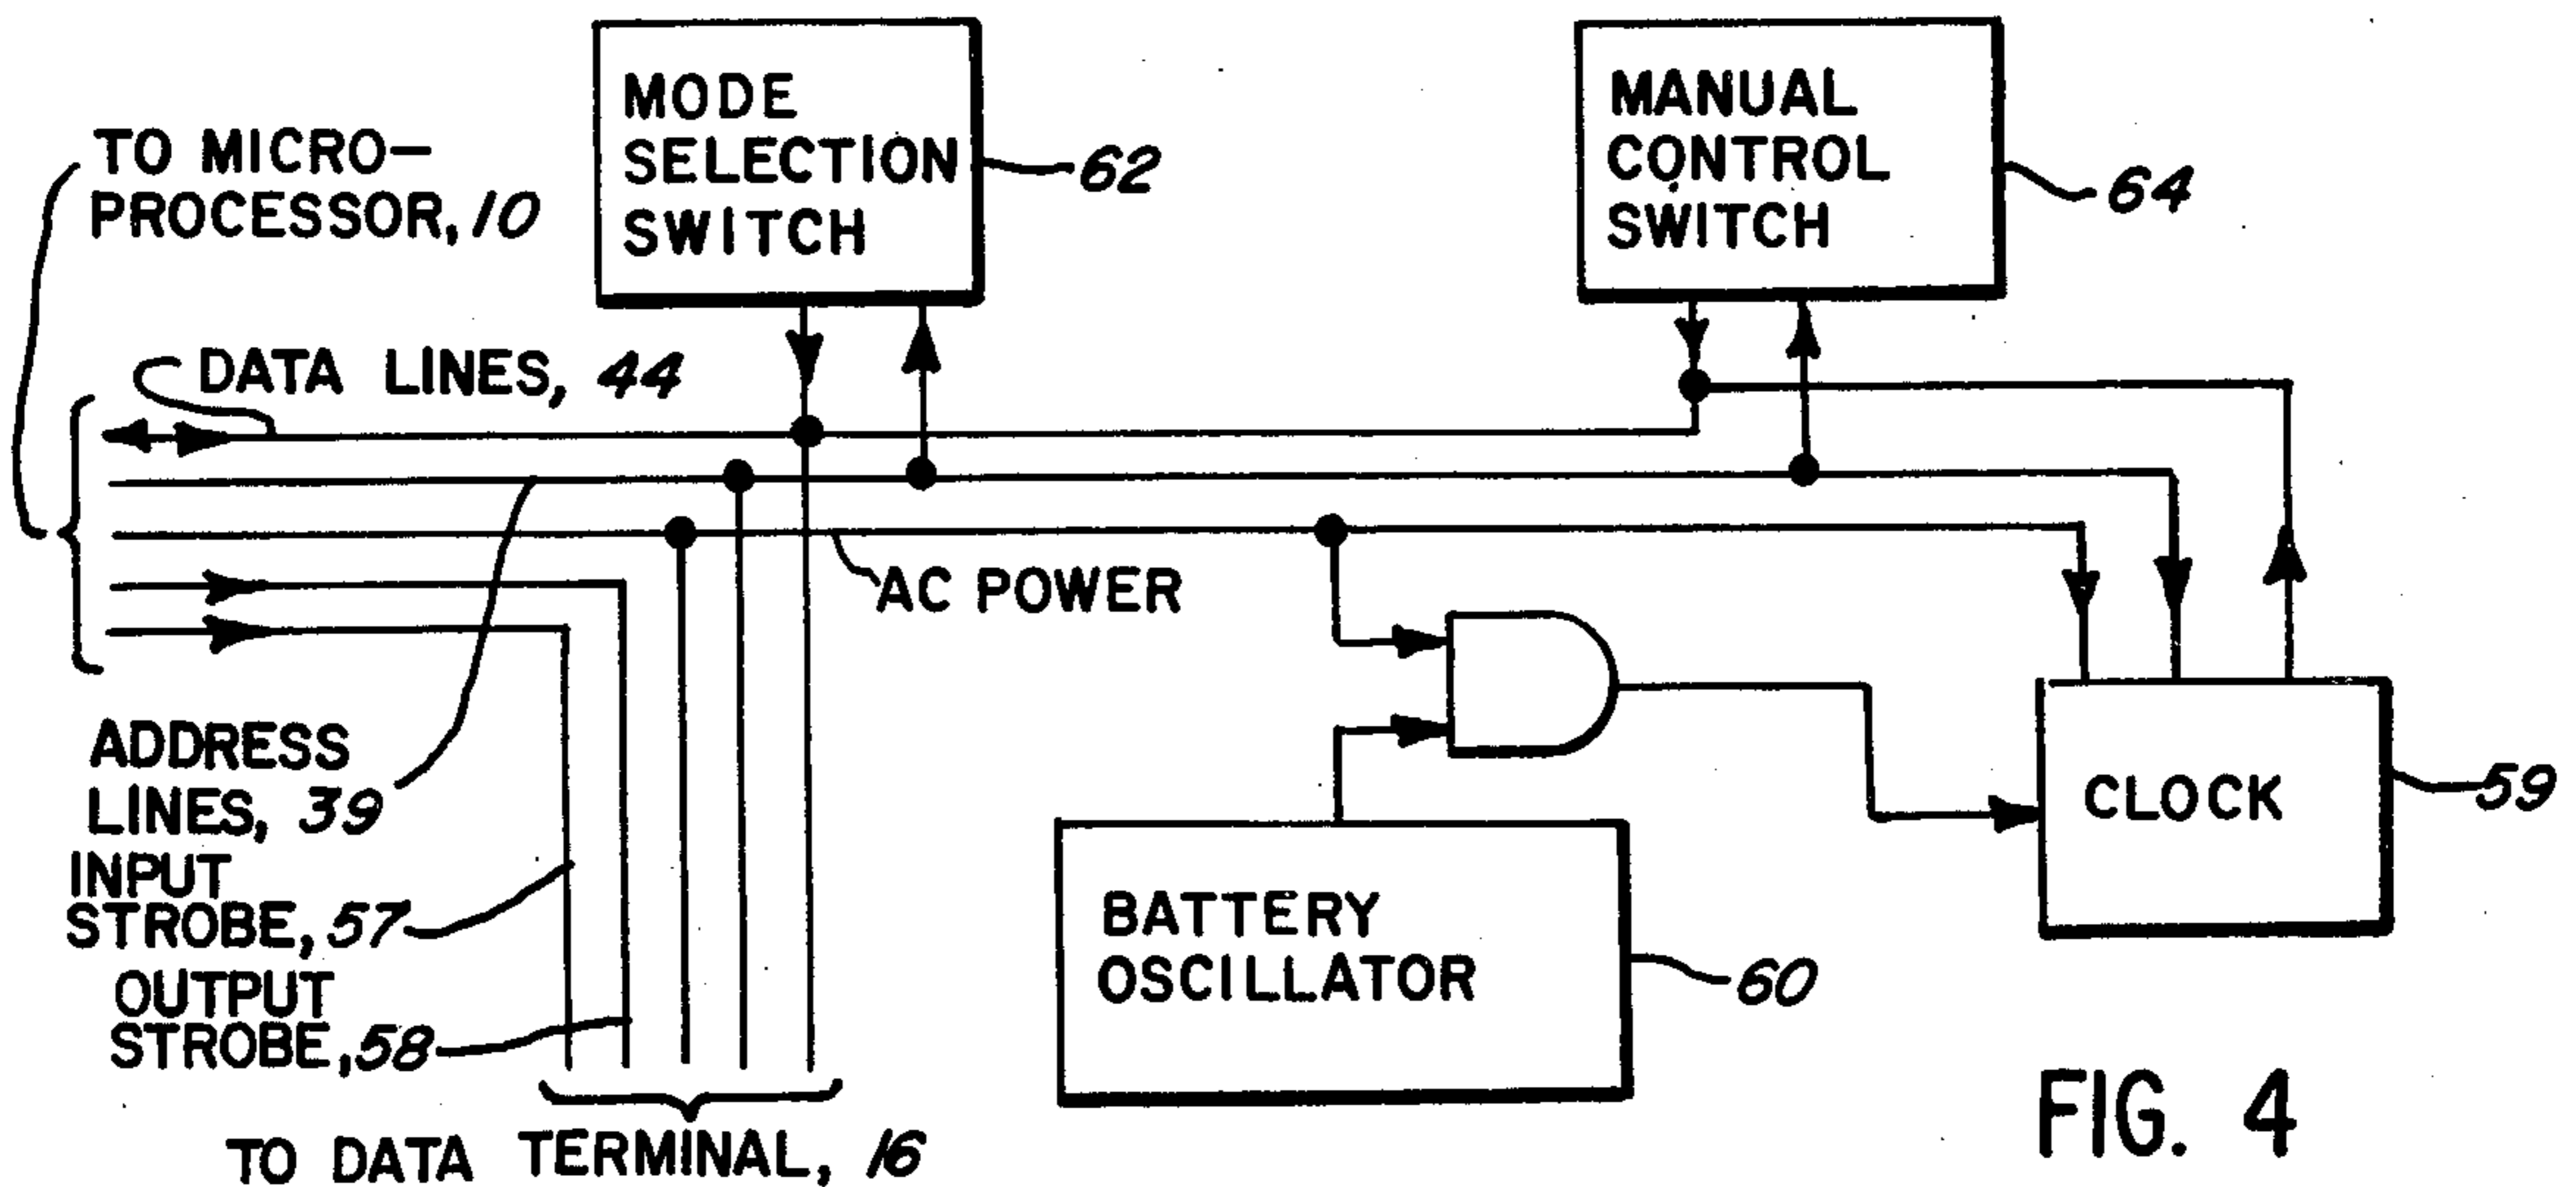 MODE
SELECTION
SWITCH
62
MANUAL
CONTROL
SWITCH
64
TO MICRO-
PROCESSOR, 10
DATA LINES, 44
AC POWER
ADDRESS
LINES, 39
INPUT
STROBE, 57
OUTPUT
STROBE, 58
BATTERY
OSCILLATOR
60
CLOCK
59
TO DATA TERMINAL, 16
FIG. 4